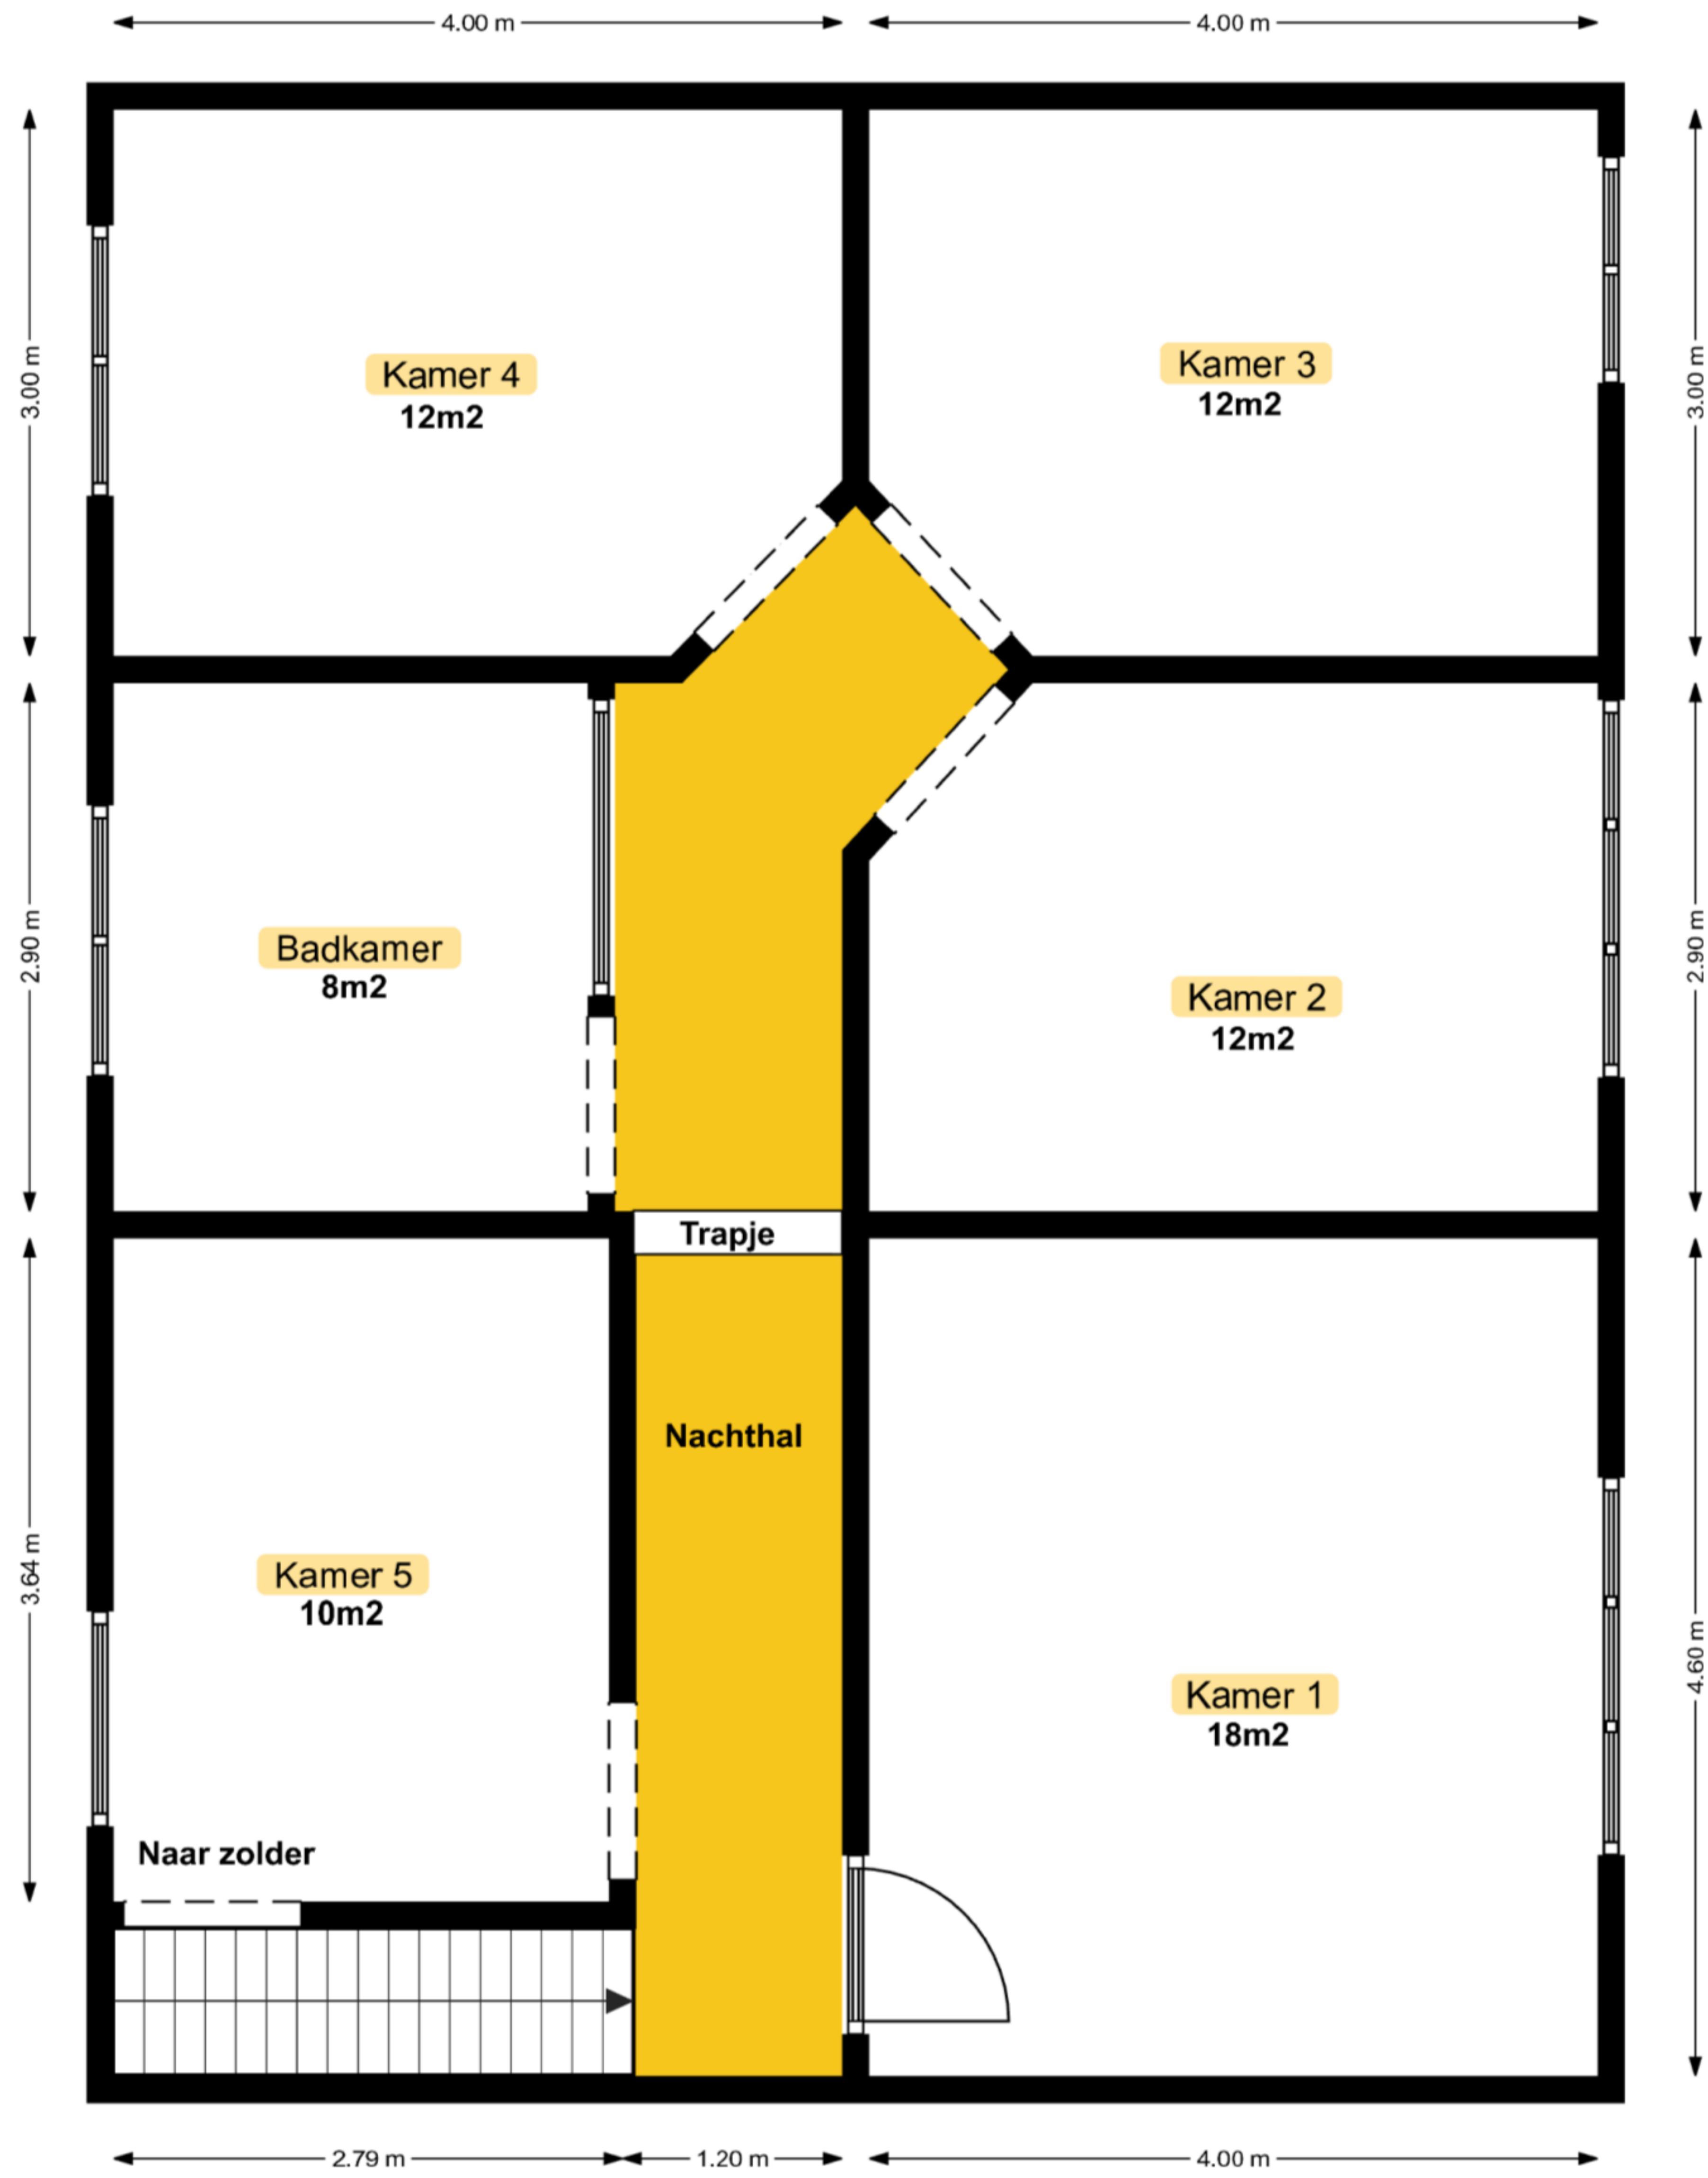 4.00 m
4.00 m
3.00 m
3.00 m
Kamer 4
12m2
Kamer 3
12m2
2.90 m
2.90 m
Badkamer
8m2
Kamer 2
12m2
Trapje
Nachthal
3.64 m
Kamer 5
10m2
4.60 m
Kamer 1
18m2
Naar zolder
2.79 m
1.20 m
4.00 m